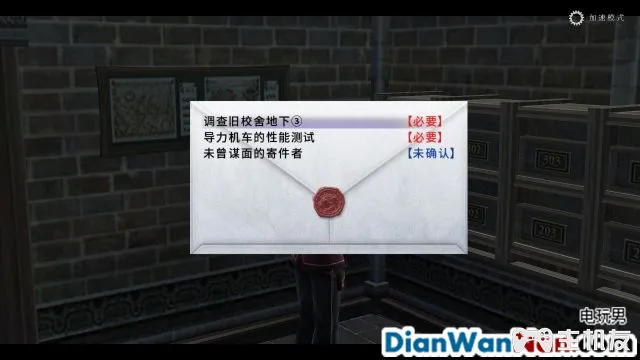 加速模式
调查旧校舍地下③ 【必要】
导力机车的性能测试 【必要】
未曾谋面的寄件者 【未确认】
303
203
电玩男
DianWan